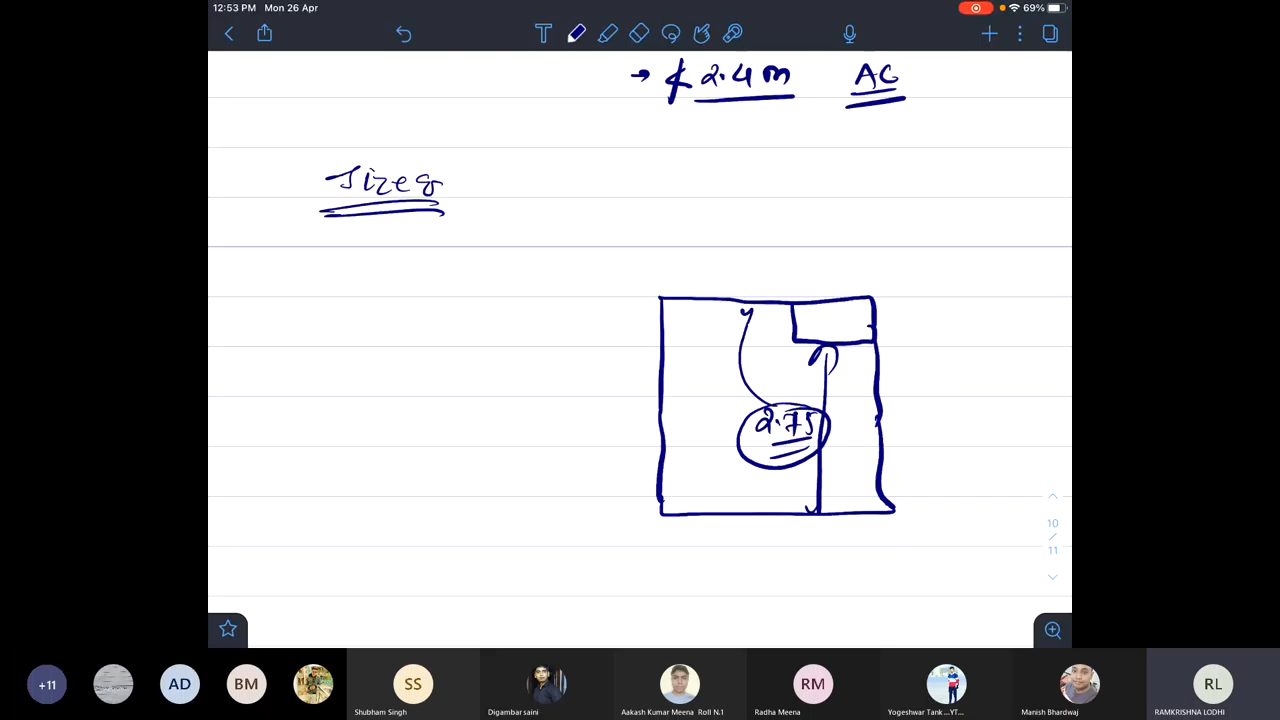 12:53 PM Mon 26 Apr
69%
T
→ ≮ 2.4 m AC
Sizes
2.75
10
/
11
+11
AD
BM
SS
RM
RL
Shubham Singh
Digambar saini
Aakash Kumar Meena Roll N.1
Radha Meena
Yogeshwar Tank ...YT...
Manish Bhardwaj
RAMKRISHNA LODHI